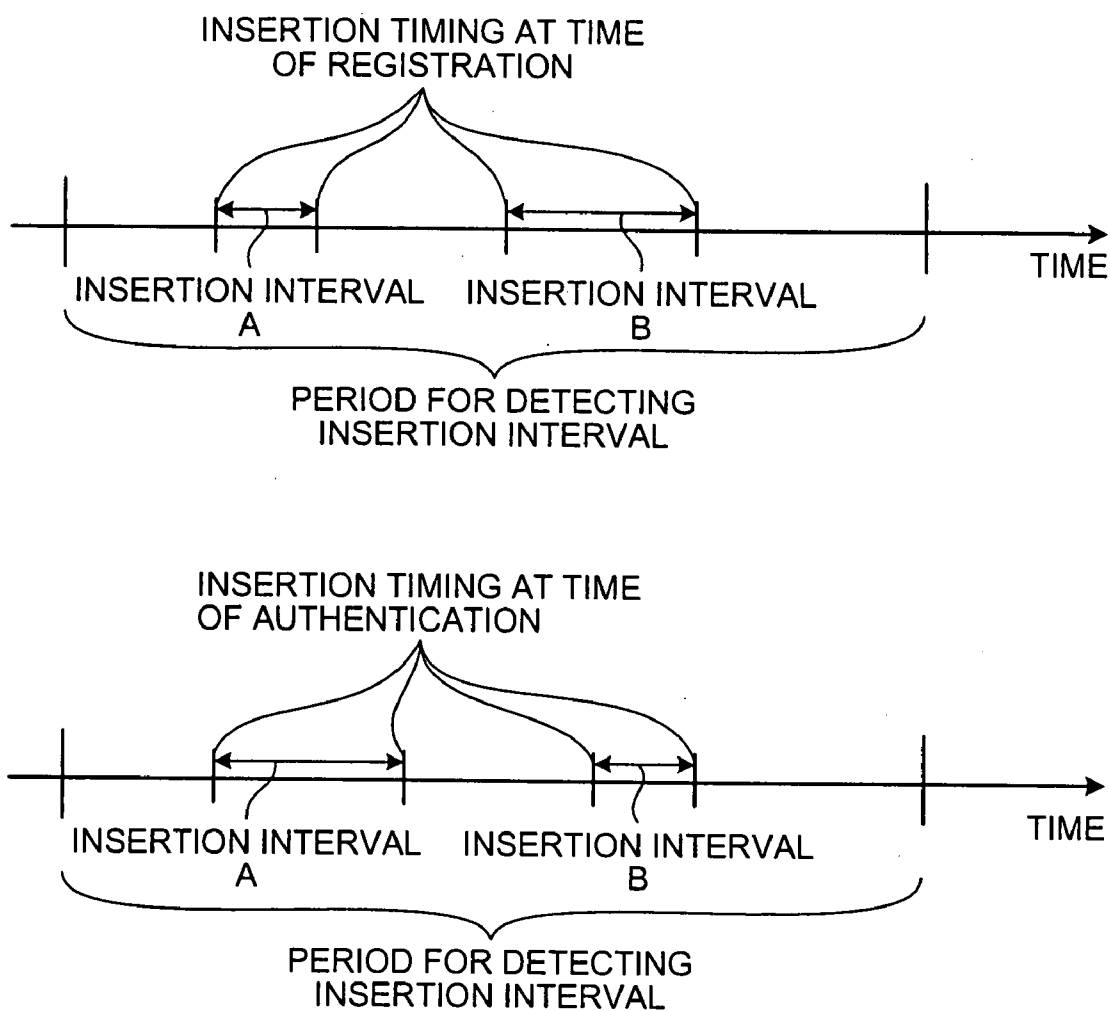 INSERTION TIMING AT TIME
OF REGISTRATION
TIME
INSERTION INTERVAL
A
INSERTION INTERVAL
B
PERIOD FOR DETECTING
INSERTION INTERVAL
INSERTION TIMING AT TIME
OF AUTHENTICATION
TIME
INSERTION INTERVAL
A
INSERTION INTERVAL
B
PERIOD FOR DETECTING
INSERTION INTERVAL